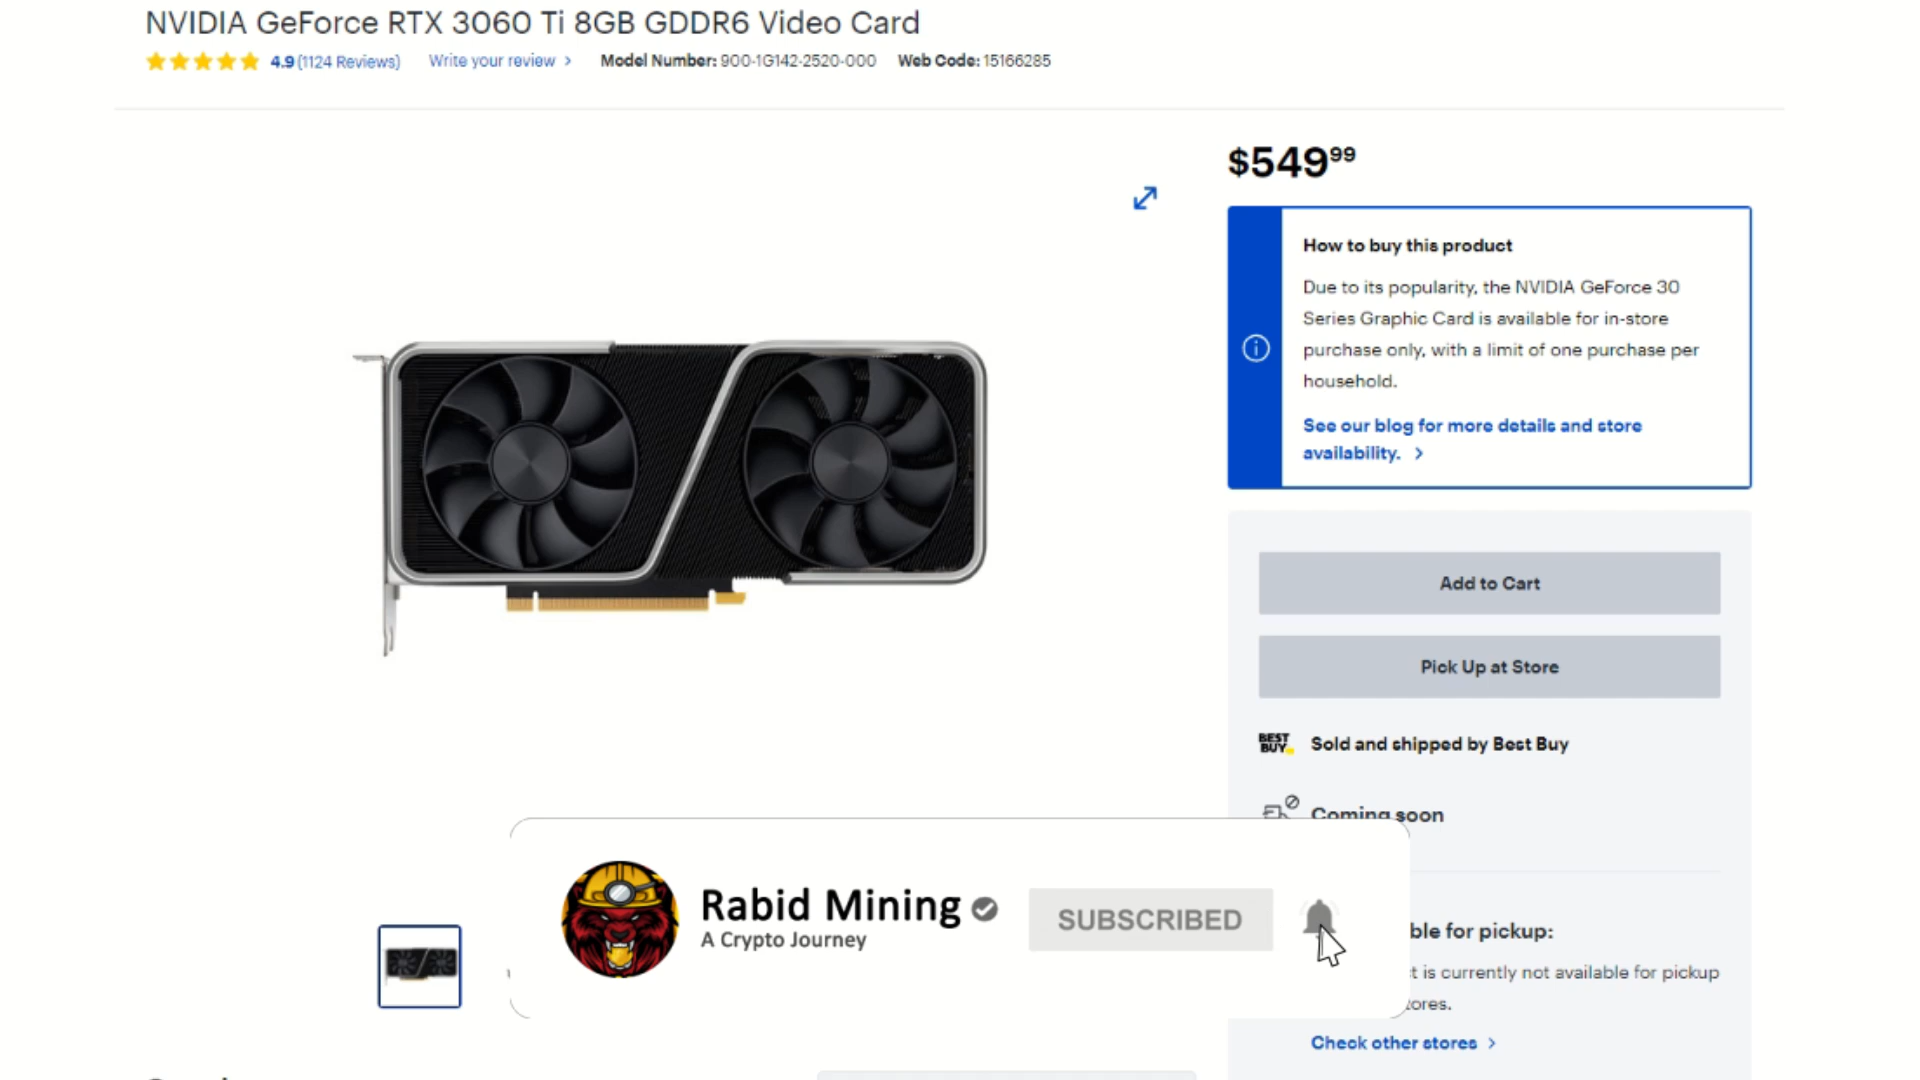 NVIDIA GeForce RTX 3060 Ti 8GB GDDR6 Video Card
4.9 (1124 Reviews) Write your review Model Number: 900-1G142-2520-000 Web Code: 15166285
$549.99
How to buy this product
Due to its popularity, the NVIDIA GeForce 30
Series Graphic Card is available for in-store
purchase only, with a limit of one purchase per
household.
See our blog for more details and store
availability.
Add to Cart
Pick Up at Store
BEST BUY Sold and shipped by Best Buy
Coming soon
Rabid Mining
A Crypto Journey
SUBSCRIBED
for pickup:
is currently not available for pickup
Check other stores